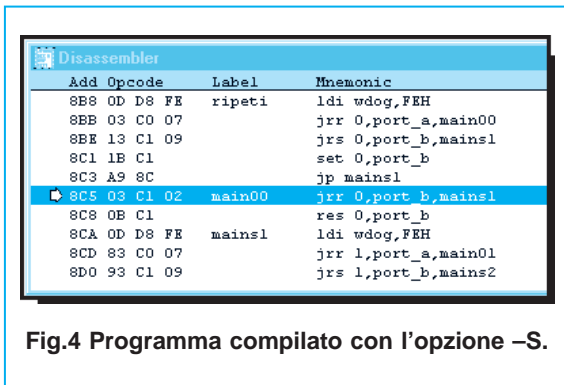 Disassembler
Add Opcode Label Mnemonic
8B8 0D D8 FE ripeti ldi wdog,FEH
8BB 03 C0 07 jrr 0,port_a,main00
8BE 13 C1 09 jrs 0,port_b,mains1
8C1 1B C1 set 0,port_b
8C3 A9 8C jp mains1
8C5 03 C1 02 main00 jrr 0,port_b,mains1
8C8 0B C1 res 0,port_b
8CA 0D D8 FE mains1 ldi wdog,FEH
8CD 83 C0 07 jrr 1,port_a,main01
8D0 93 C1 09 jrs 1,port_b,mains2
Fig.4 Programma compilato con l'opzione –S.